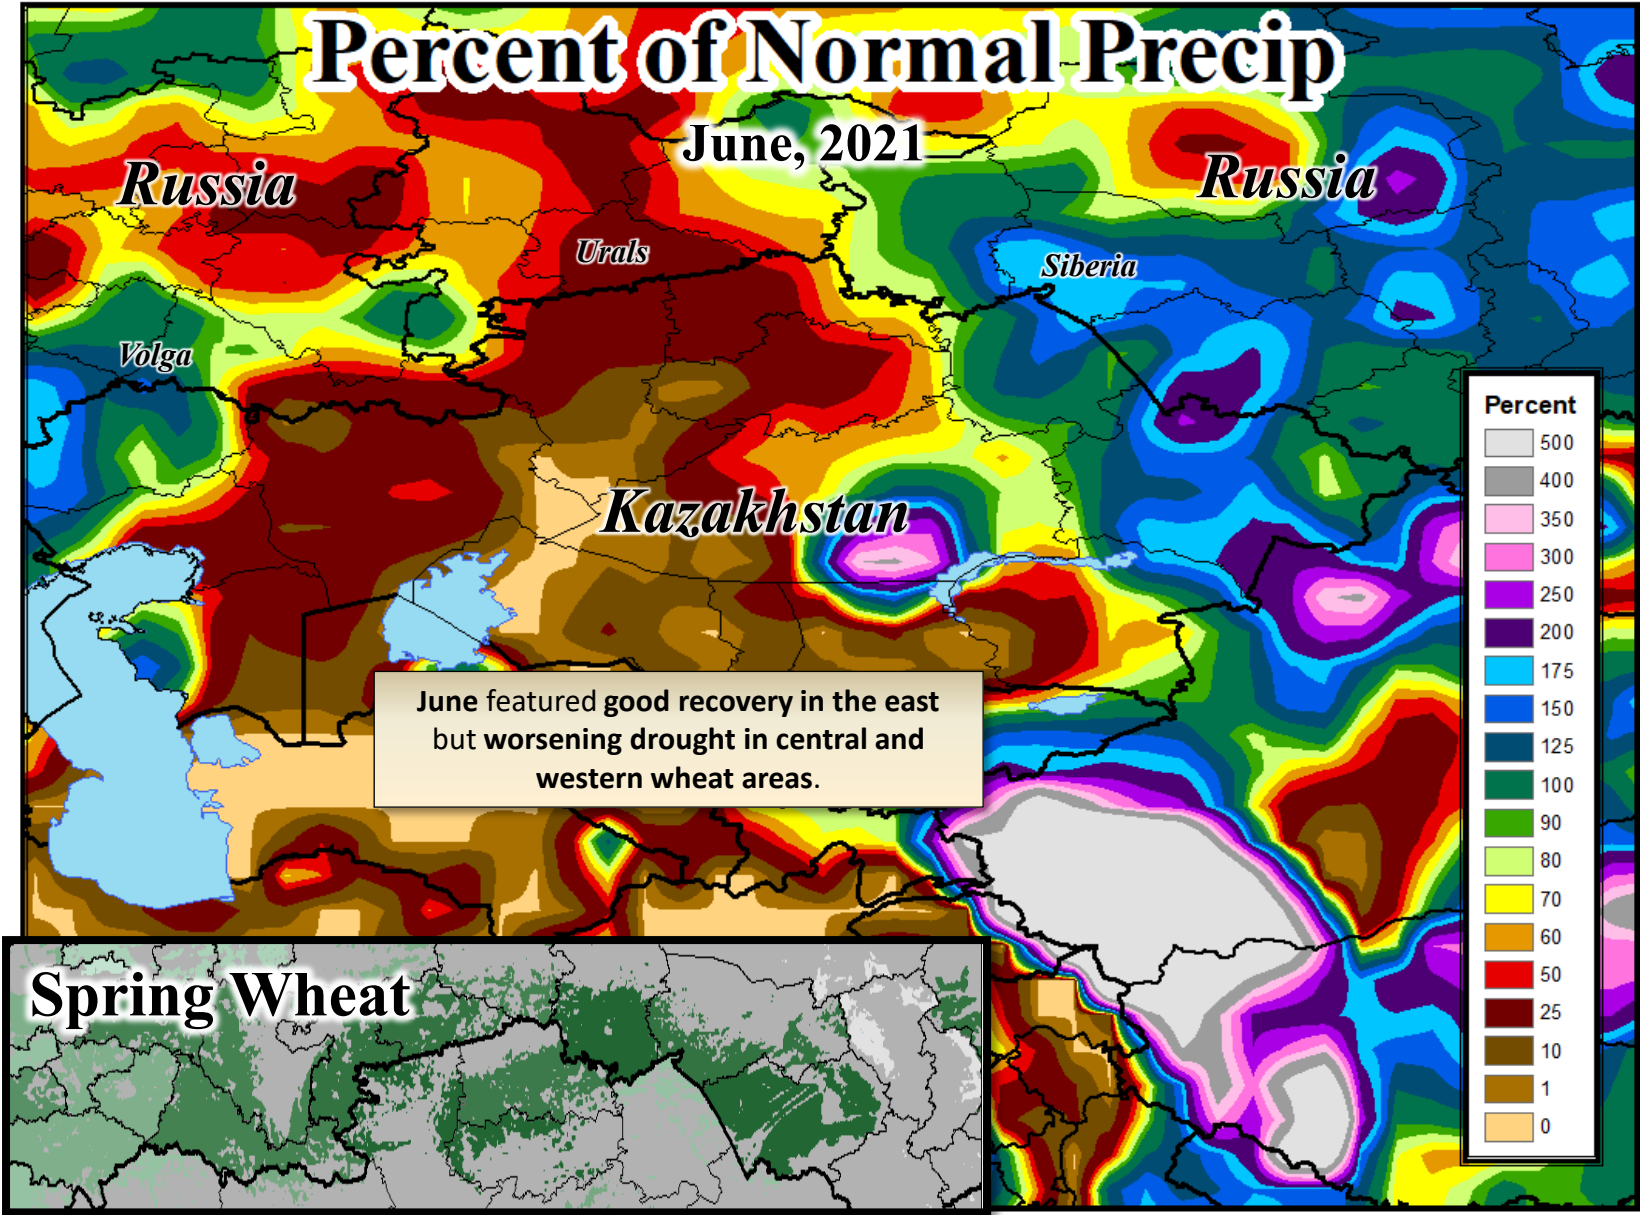 Percent of Normal Precip
June, 2021
Russia
Russia
Urals
Siberia
Volga
Kazakhstan
June featured good recovery in the east
but worsening drought in central and
western wheat areas.
Percent
500
400
350
300
250
200
175
150
125
100
90
80
70
60
50
25
10
1
0
Spring Wheat